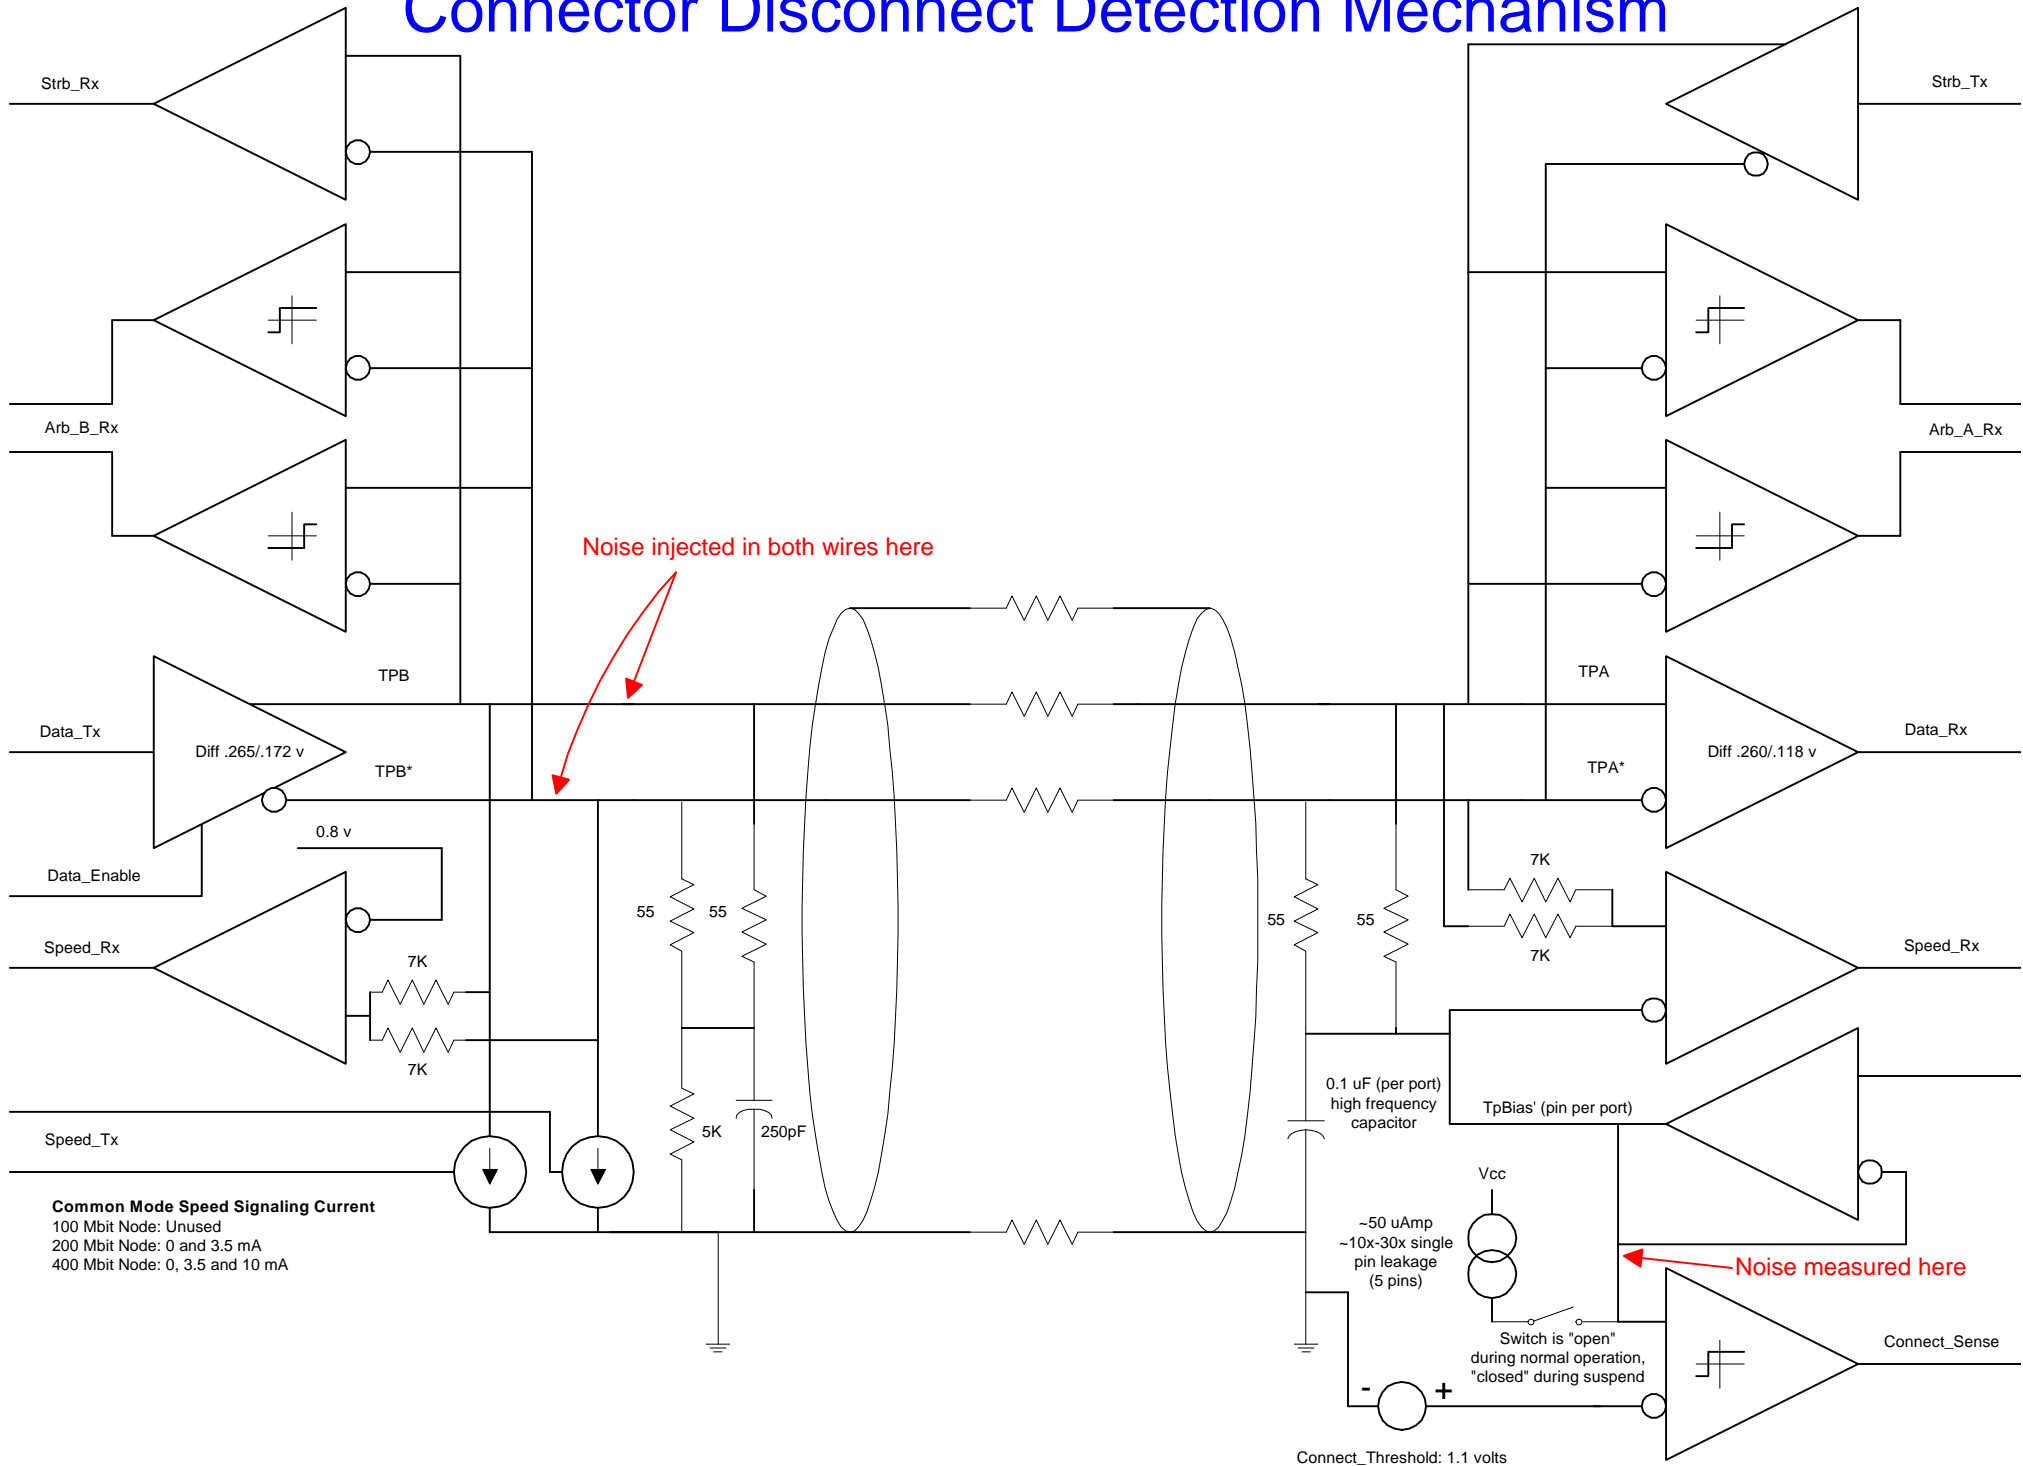 Connector Disconnect Detection Mechanism
Strb_Rx
Strb_Tx
Arb_B_Rx
Arb_A_Rx
Noise injected in both wires here
TPB
TPA
Data_Tx
Diff .265/.172 v
TPB*
TPA*
Diff .260/.118 v
Data_Rx
0.8 v
Data_Enable
7K
55
55
55
55
Speed_Rx
7K
7K
Speed_Rx
7K
0.1 uF (per port)
high frequency
capacitor
TpBias' (pin per port)
5K
250pF
Speed_Tx
Vcc
Common Mode Speed Signaling Current
100 Mbit Node: Unused
200 Mbit Node: 0 and 3.5 mA
400 Mbit Node: 0, 3.5 and 10 mA
~50 uAmp
~10x-30x single
pin leakage
(5 pins)
Noise measured here
Switch is "open"
during normal operation,
"closed" during suspend
Connect_Sense
- +
Connect_Threshold: 1.1 volts